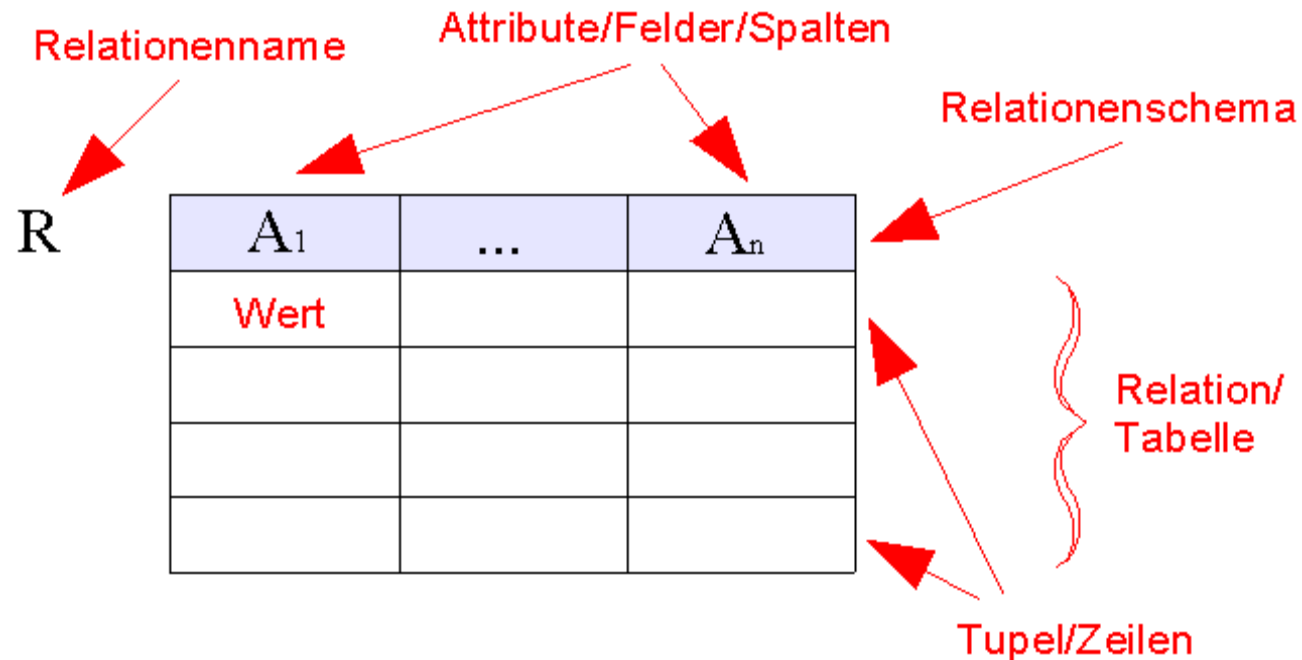 Relationenname
Attribute/Felder/Spalten
Relationenschema
R
A1 ... An
Wert
Relation/
Tabelle
Tupel/Zeilen